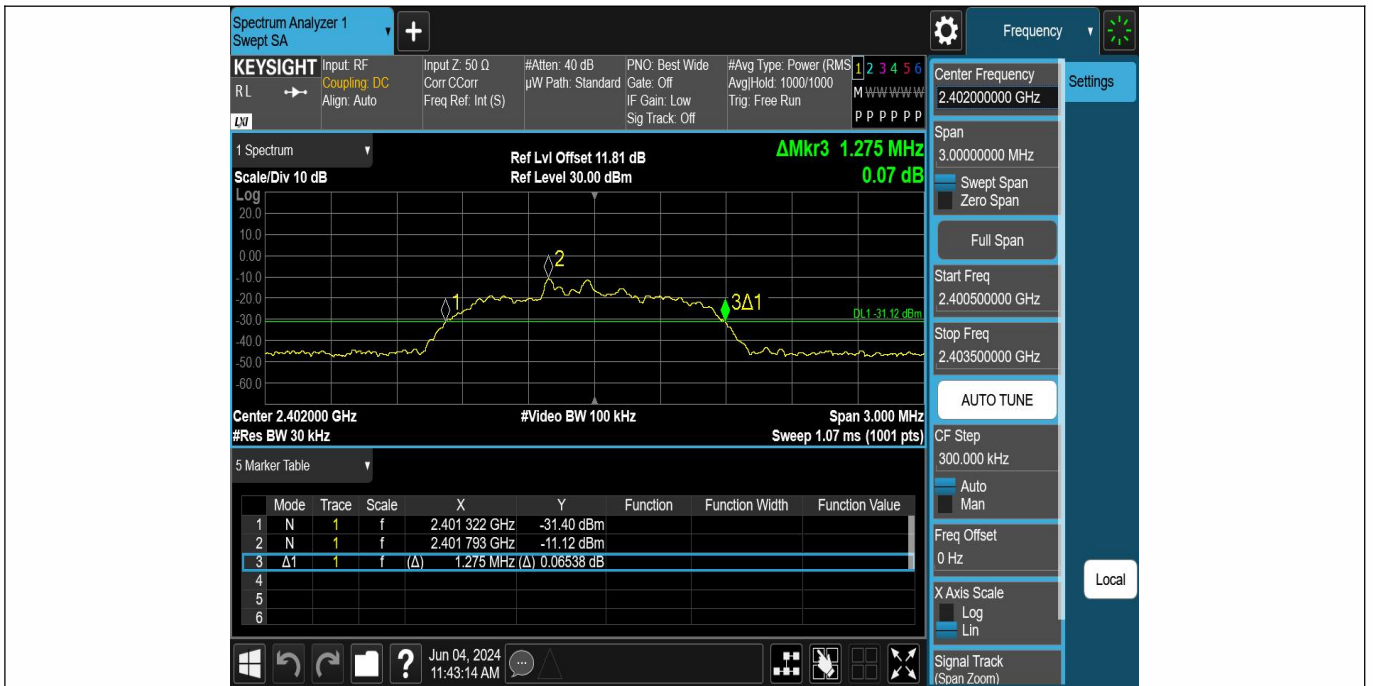 Spectrum Analyzer 1
Swept SA
+
Frequency
KEYSIGHT
RL
LXI
Input: RF
Coupling: DC
Align: Auto
Input Z: 50 Ω
Corr CCorr
Freq Ref: Int (S)
#Atten: 40 dB
µW Path: Standard
PNO: Best Wide
Gate: Off
IF Gain: Low
Sig Track: Off
#Avg Type: Power (RMS
Avg|Hold: 1000/1000
Trig: Free Run
1 2 3 4 5 6
M W W W W W
P P P P P P
1 Spectrum
Scale/Div 10 dB
Ref Lvl Offset 11.81 dB
Ref Level 30.00 dBm
ΔMkr3 1.275 MHz
0.07 dB
Log
20.0
10.0
0.00
-10.0
-20.0
-30.0
-40.0
-50.0
-60.0
1
2
3Δ1
DL1 -31.12 dBm
Center 2.402000 GHz
#Video BW 100 kHz
Span 3.000 MHz
#Res BW 30 kHz
Sweep 1.07 ms (1001 pts)
5 Marker Table
Mode Trace Scale X Y Function Function Width Function Value
1 N 1 f 2.401 322 GHz -31.40 dBm
2 N 1 f 2.401 793 GHz -11.12 dBm
3 Δ1 1 f (Δ) 1.275 MHz (Δ) 0.06538 dB
4
5
6
?
Jun 04, 2024
11:43:14 AM
Center Frequency
2.402000000 GHz
Span
3.00000000 MHz
Swept Span
Zero Span
Full Span
Start Freq
2.400500000 GHz
Stop Freq
2.403500000 GHz
AUTO TUNE
CF Step
300.000 kHz
Auto
Man
Freq Offset
0 Hz
X Axis Scale
Log
Lin
Signal Track
(Span Zoom)
Settings
Local